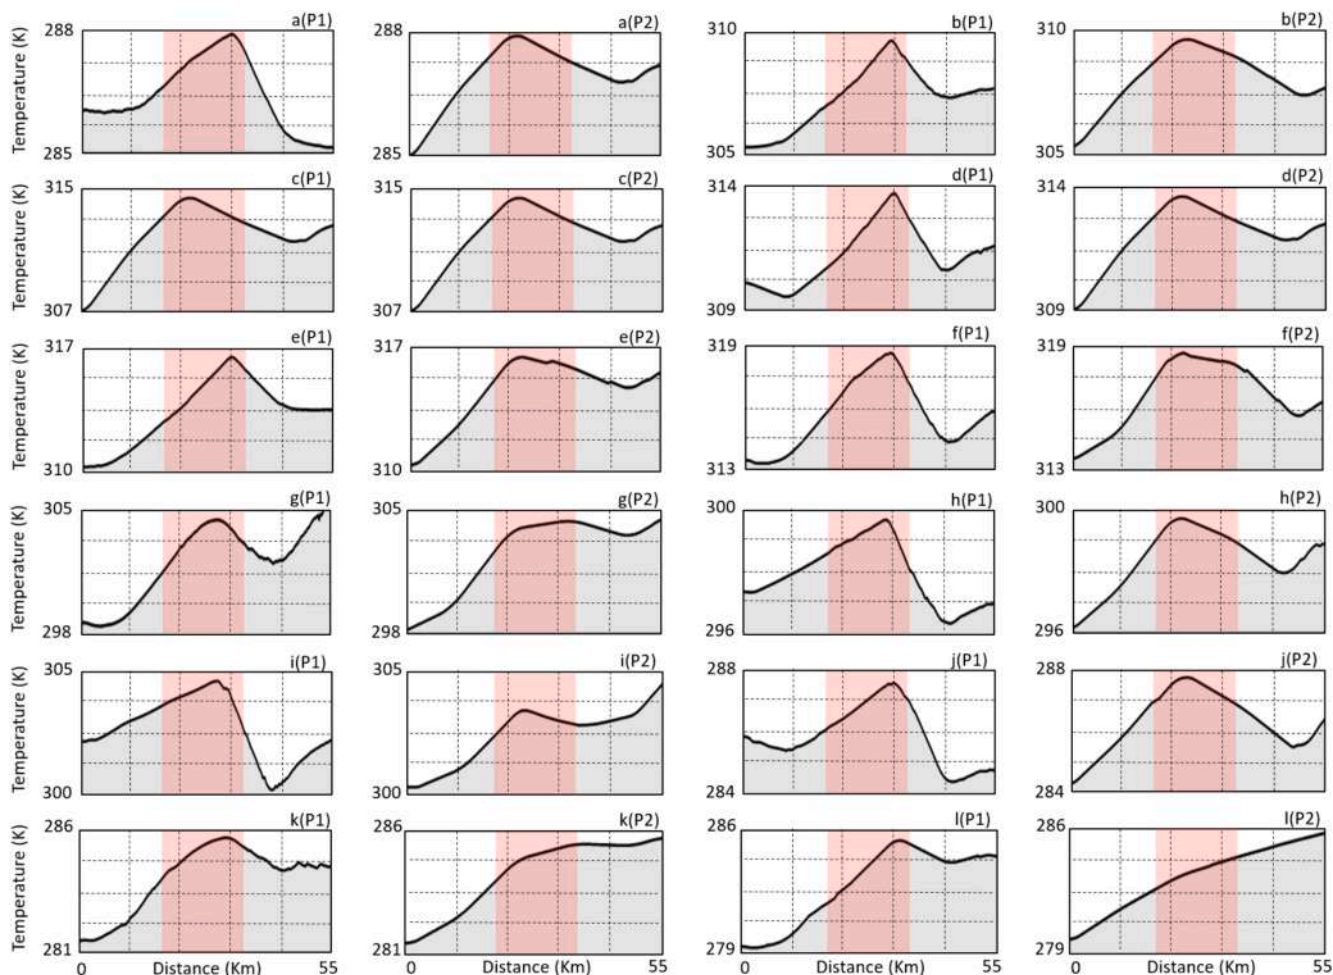 a(P1) a(P2) b(P1) b(P2)
Temperature (K) 288 288 310 310
285 285 305 305
c(P1) c(P2) d(P1) d(P2)
Temperature (K) 315 315 314 314
307 307 309 309
e(P1) e(P2) f(P1) f(P2)
Temperature (K) 317 317 319 319
310 310 313 313
g(P1) g(P2) h(P1) h(P2)
Temperature (K) 305 305 300 300
298 298 296 296
i(P1) i(P2) j(P1) j(P2)
Temperature (K) 305 305 288 288
300 300 284 284
k(P1) k(P2) l(P1) l(P2)
Temperature (K) 286 286 286 286
281 281 279 279
0 Distance (Km) 55 0 Distance (Km) 55 0 Distance (Km) 55 0 Distance (Km) 55